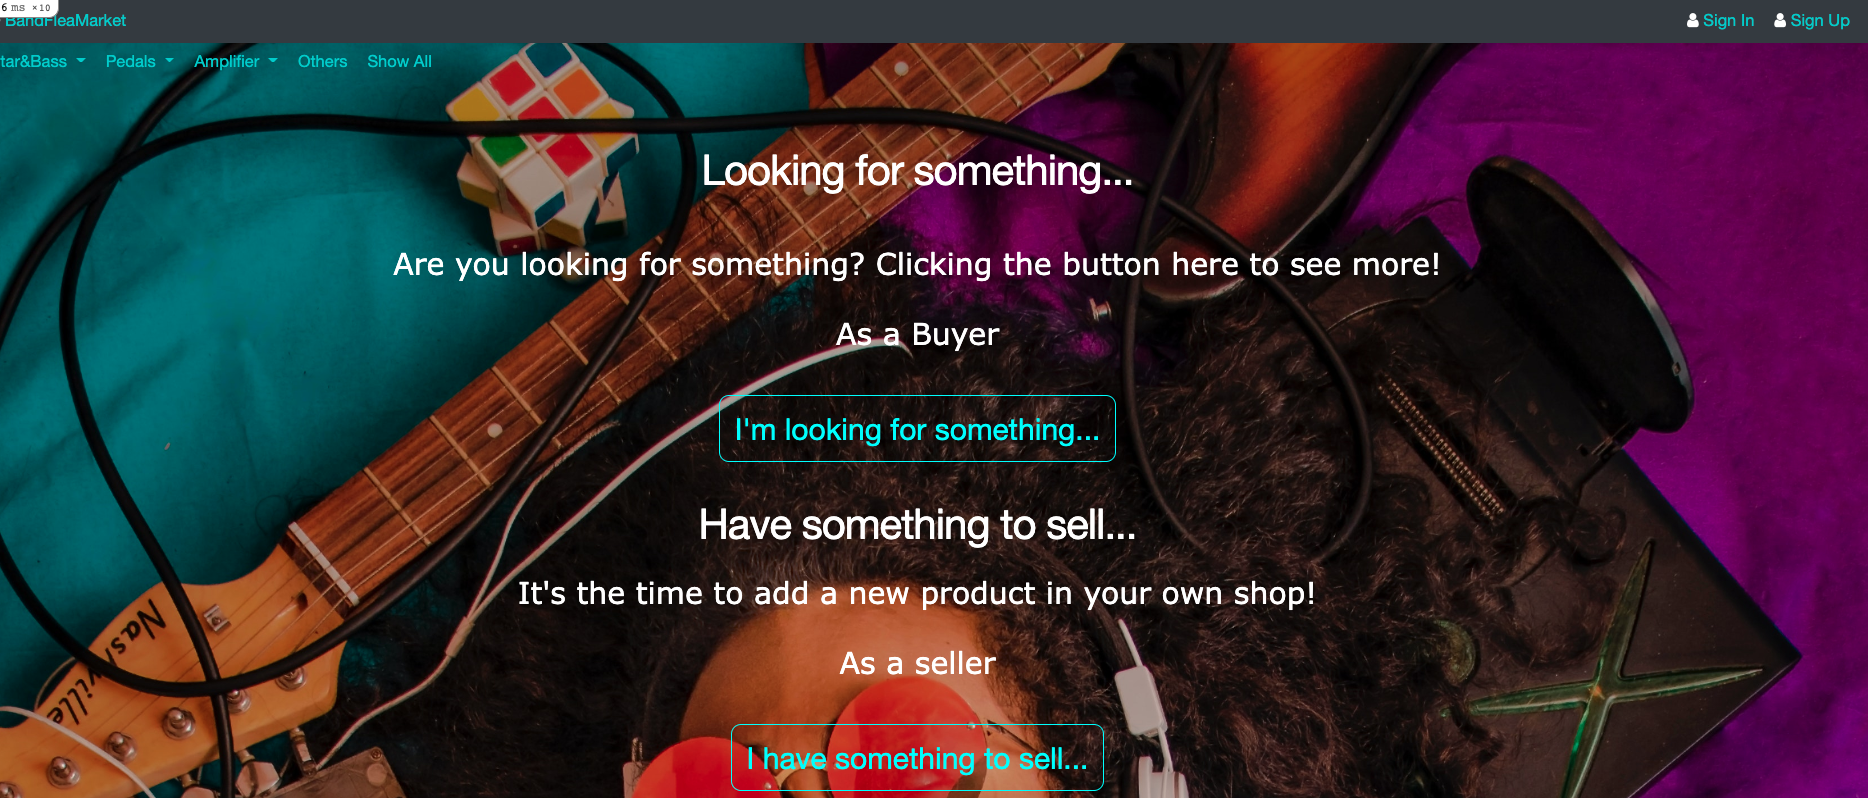 6 ms ×10
BandFleaMarket
Sign In
Sign Up
tar&Bass
Pedals
Amplifier
Others
Show All
Looking for something...
Are you looking for something? Clicking the button here to see more!
As a Buyer
I'm looking for something...
Have something to sell...
It's the time to add a new product in your own shop!
As a seller
I have something to sell...
Nashville